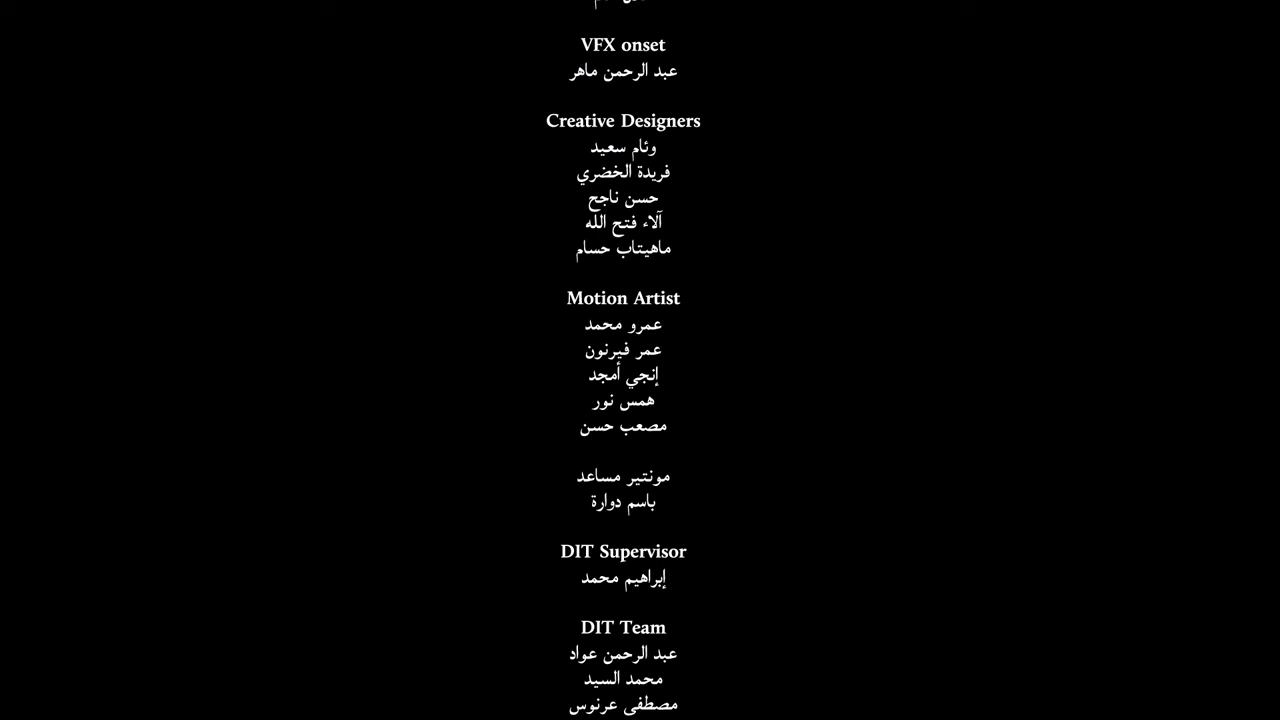 VFX onset
عبد الرحمن ماهر
Creative Designers
وئام سعيد
فريدة الخضري
حسن ناجح
آلاء فتح الله
ماهيتاب حسام
Motion Artist
عمرو محمد
عمر فيرنون
إنجي أمجد
همس نور
مصعب حسن
مونتير مساعد
باسم دوارة
DIT Supervisor
إبراهيم محمد
DIT Team
عبد الرحمن عواد
محمد السيد
مصطفى عرنوس